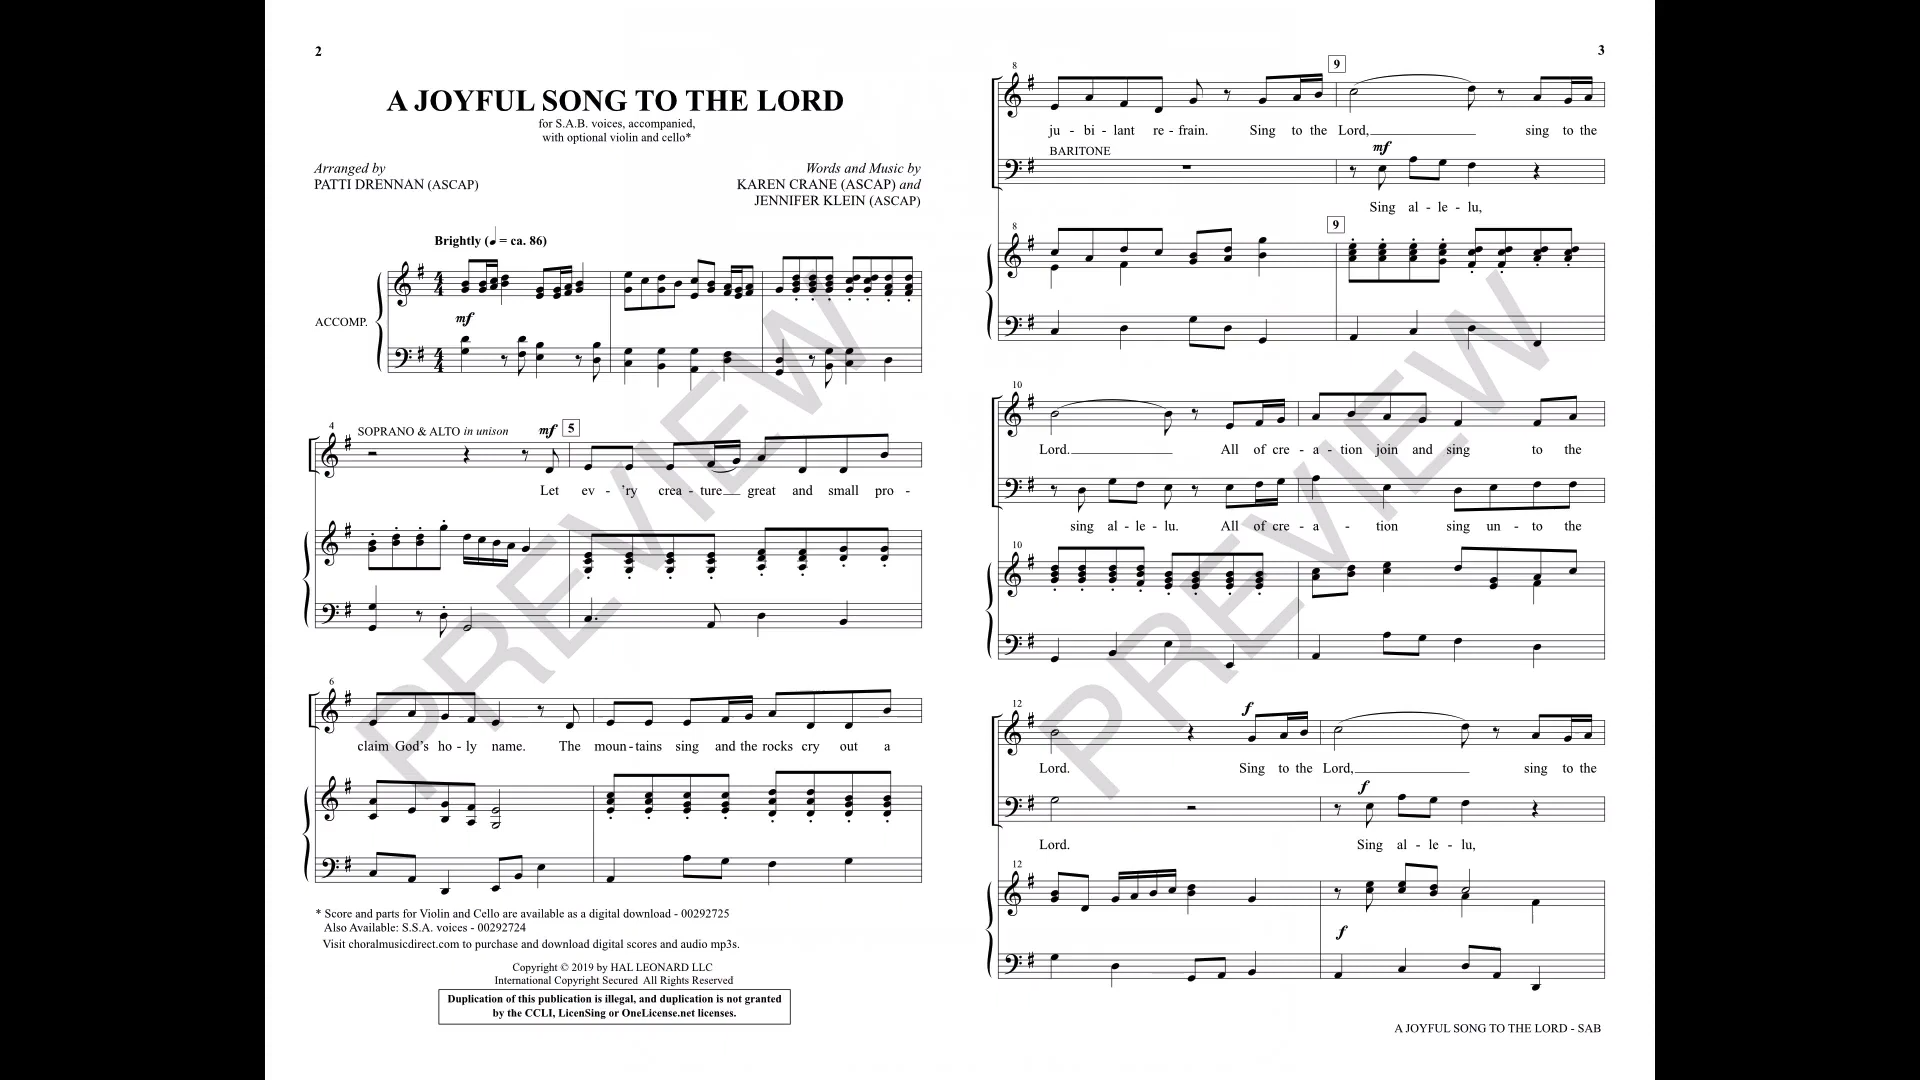 2
A JOYFUL SONG TO THE LORD
for S.A.B. voices, accompanied,
with optional violin and cello*
Arranged by
PATTI DRENNAN (ASCAP)
Words and Music by
KAREN CRANE (ASCAP) and
JENNIFER KLEIN (ASCAP)
Brightly (♩ = ca. 86)
ACCOMP.
mf
4
SOPRANO & ALTO in unison
mf
5
Let ev - 'ry crea - ture great and small pro -
6
claim God's ho - ly name. The moun - tains sing and the rocks cry out a
* Score and parts for Violin and Cello are available as a digital download - 00292725
Also Available: S.S.A. voices - 00292724
Visit choralmusicdirect.com to purchase and download digital scores and audio mp3s.
Copyright © 2019 by HAL LEONARD LLC
International Copyright Secured All Rights Reserved
Duplication of this publication is illegal, and duplication is not granted
by the CCLI, LicenSing or OneLicense.net licenses.
PREVIEW
3
8
9
ju - bi - lant re - frain. Sing to the Lord, sing to the
BARITONE
mf
Sing al - le - lu,
8
9
10
Lord. All of cre - a - tion join and sing to the
sing al - le - lu. All of cre - a - tion sing un - to the
10
12
f
Lord. Sing to the Lord, sing to the
f
Lord. Sing al - le - lu,
12
f
PREVIEW
A JOYFUL SONG TO THE LORD - SAB